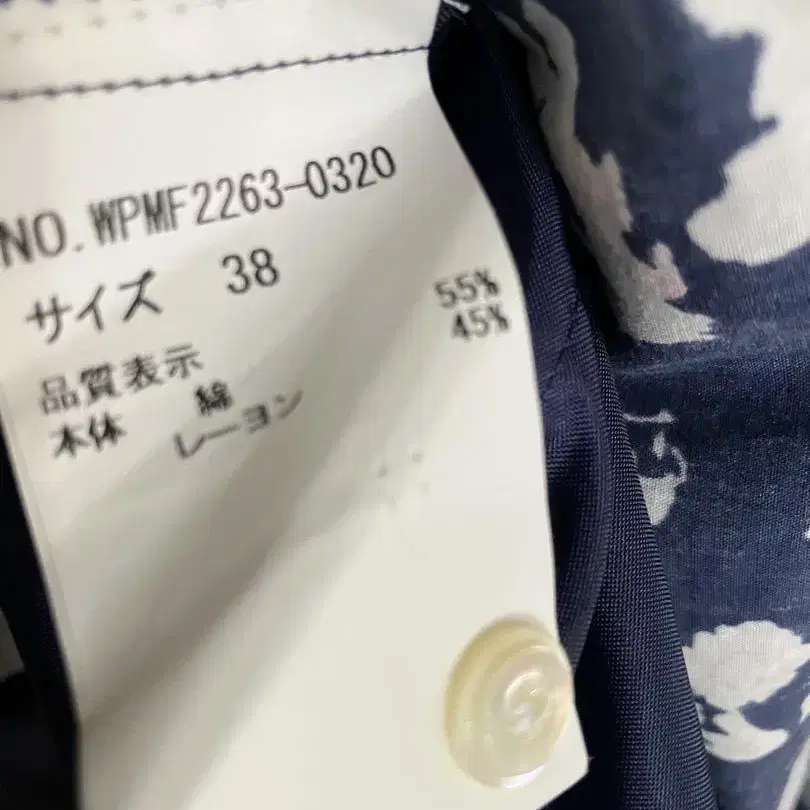 NO.WPMF2263-0320
サイズ 38
品質表示
本体 綿 55%
レーヨン 45%